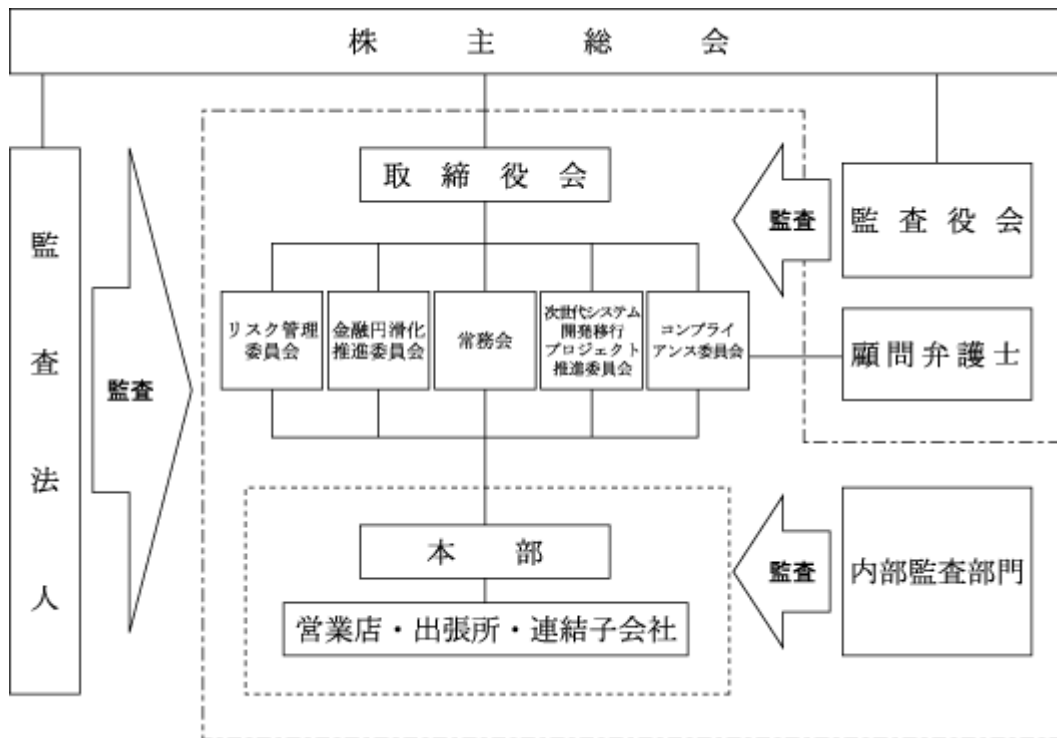 株主総会
監査法人
監査
取締役会
監査
監査役会
リスク管理
委員会
金融円滑化
推進委員会
常務会
次世代システム
開発移行
プロジェクト
推進委員会
コンプライ
アンス委員会
顧問弁護士
本部
営業店・出張所・連結子会社
監査
内部監査部門